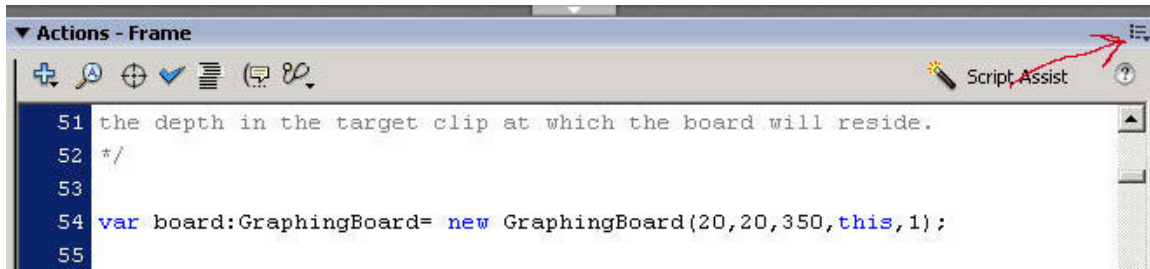 Actions - Frame
Script Assist
51 the depth in the target clip at which the board will reside.
52 */
53
54 var board:GraphingBoard= new GraphingBoard(20,20,350,this,1);
55